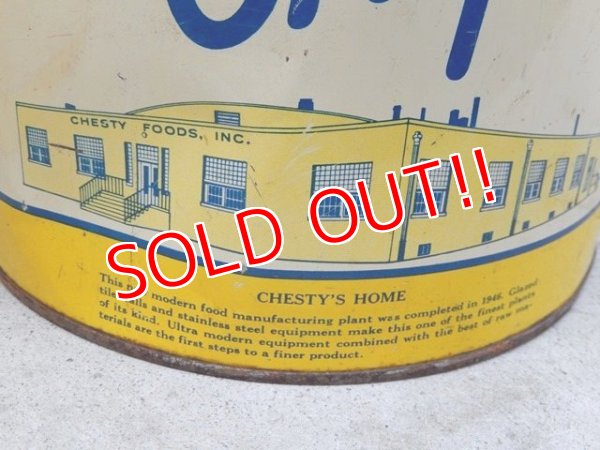 CHESTY FOODS, INC.
SOLD OUT!!
CHESTY'S HOME
This modern food manufacturing plant was completed in 1946. Glazed
tile walls and stainless steel equipment make this one of the finest plants
of its kind. Ultra modern equipment combined with the best of raw ma-
terials are the first steps to a finer product.